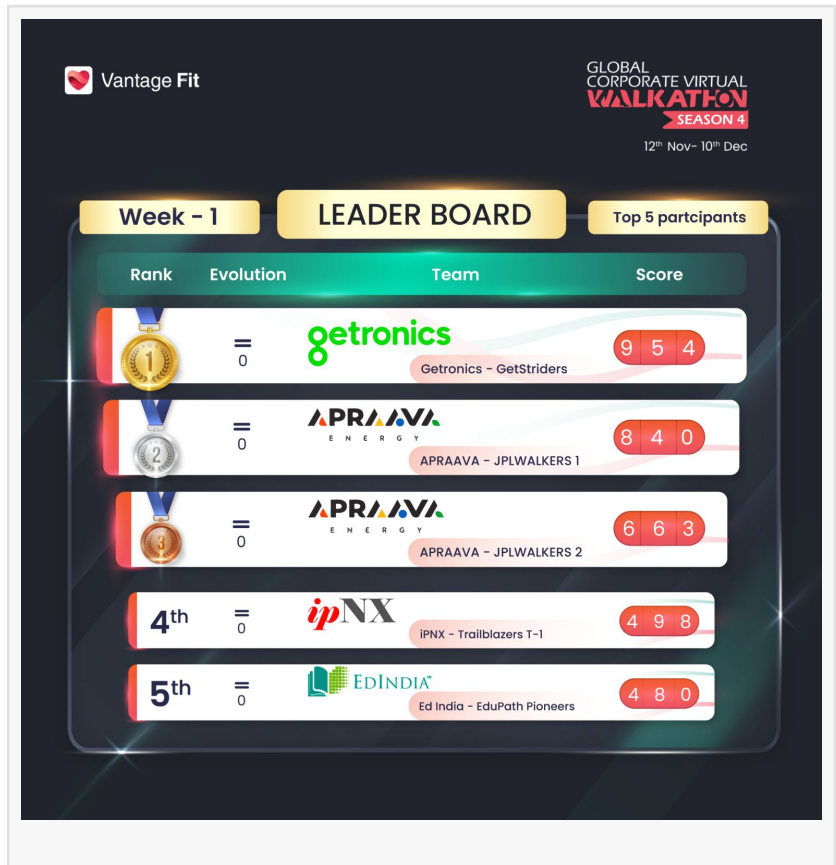 Vantage Fit
GLOBAL
CORPORATE VIRTUAL
WALKATHON
SEASON 4
12th Nov- 10th Dec
Week - 1
LEADER BOARD
Top 5 partcipants
Rank Evolution Team Score
1 = 0 getronics 9 5 4
Getronics - GetStriders
2 = 0 APRAAVA 8 4 0
ENERGY
APRAAVA - JPLWALKERS 1
3 = 0 APRAAVA 6 6 3
ENERGY
APRAAVA - JPLWALKERS 2
4th = 0 ipNX 4 9 8
iPNX - Trailblazers T-1
5th = 0 EDINDIA™ 4 8 0
Ed India - EduPath Pioneers